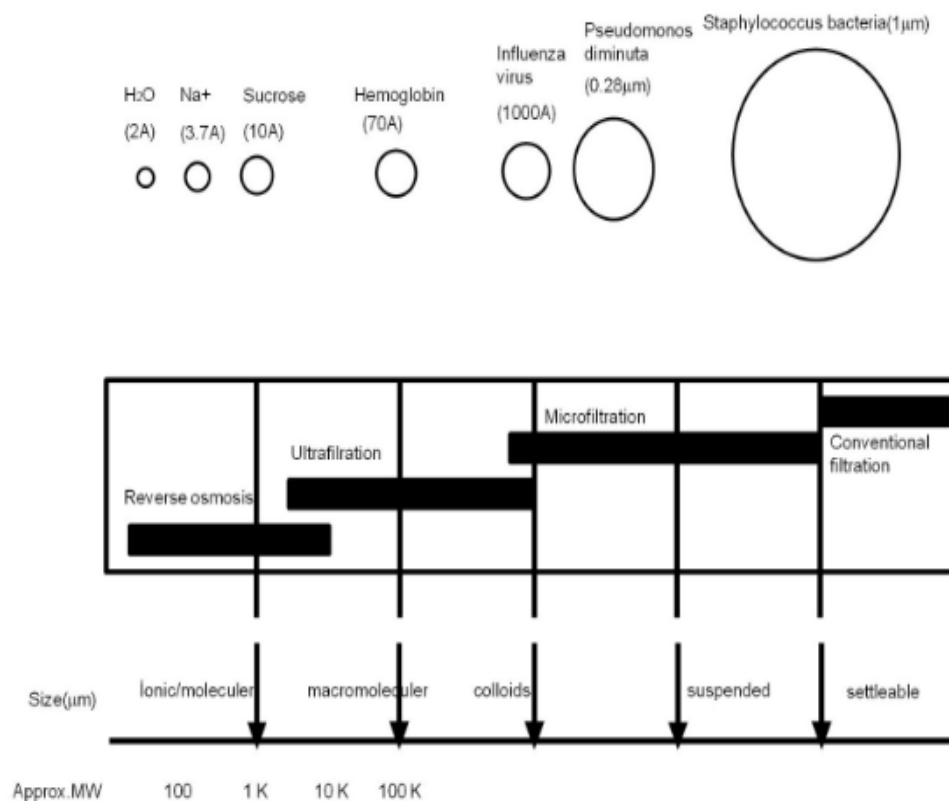 Staphylococcus bacteria(1μm)
Pseudomonos
diminuta
(0.28μm)
Influenza
virus
(1000A)
H2O
(2A)
Na+
(3.7A)
Sucrose
(10A)
Hemoglobin
(70A)
Microfiltration
Conventional
filtration
Ultrafilration
Reverse osmosis
Size(μm)
İonic/moleculer
macromoleculer
colloids
suspended
settleable
Approx.MW
100
1 K
10 K
100 K